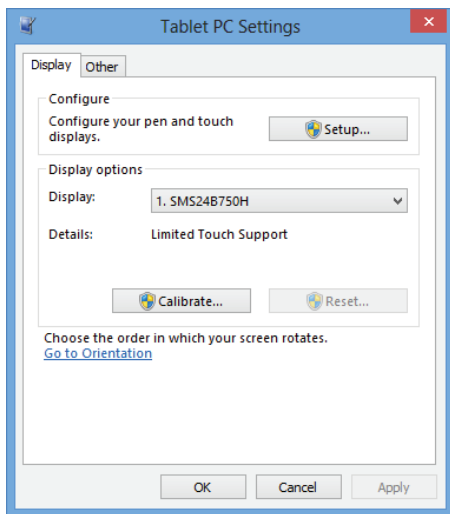 Tablet PC Settings
Display
Other
Configure
Configure your pen and touch
displays.
Setup...
Display options
Display:
1. SMS24B750H
Details:
Limited Touch Support
Calibrate...
Reset...
Choose the order in which your screen rotates.
Go to Orientation
OK
Cancel
Apply